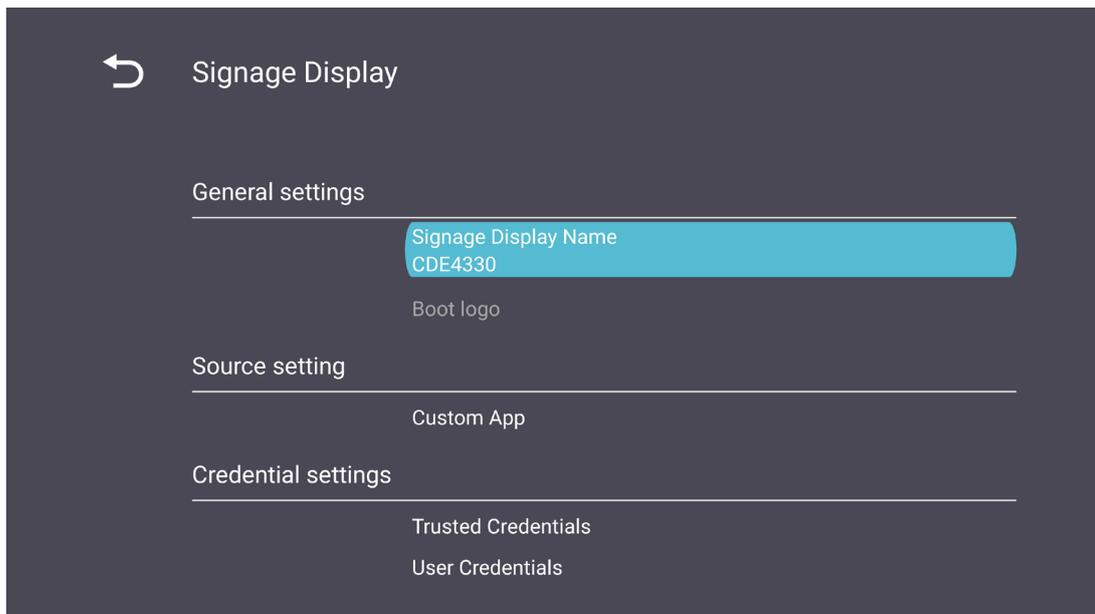 Signage Display
General settings
Signage Display Name
CDE4330
Boot logo
Source setting
Custom App
Credential settings
Trusted Credentials
User Credentials